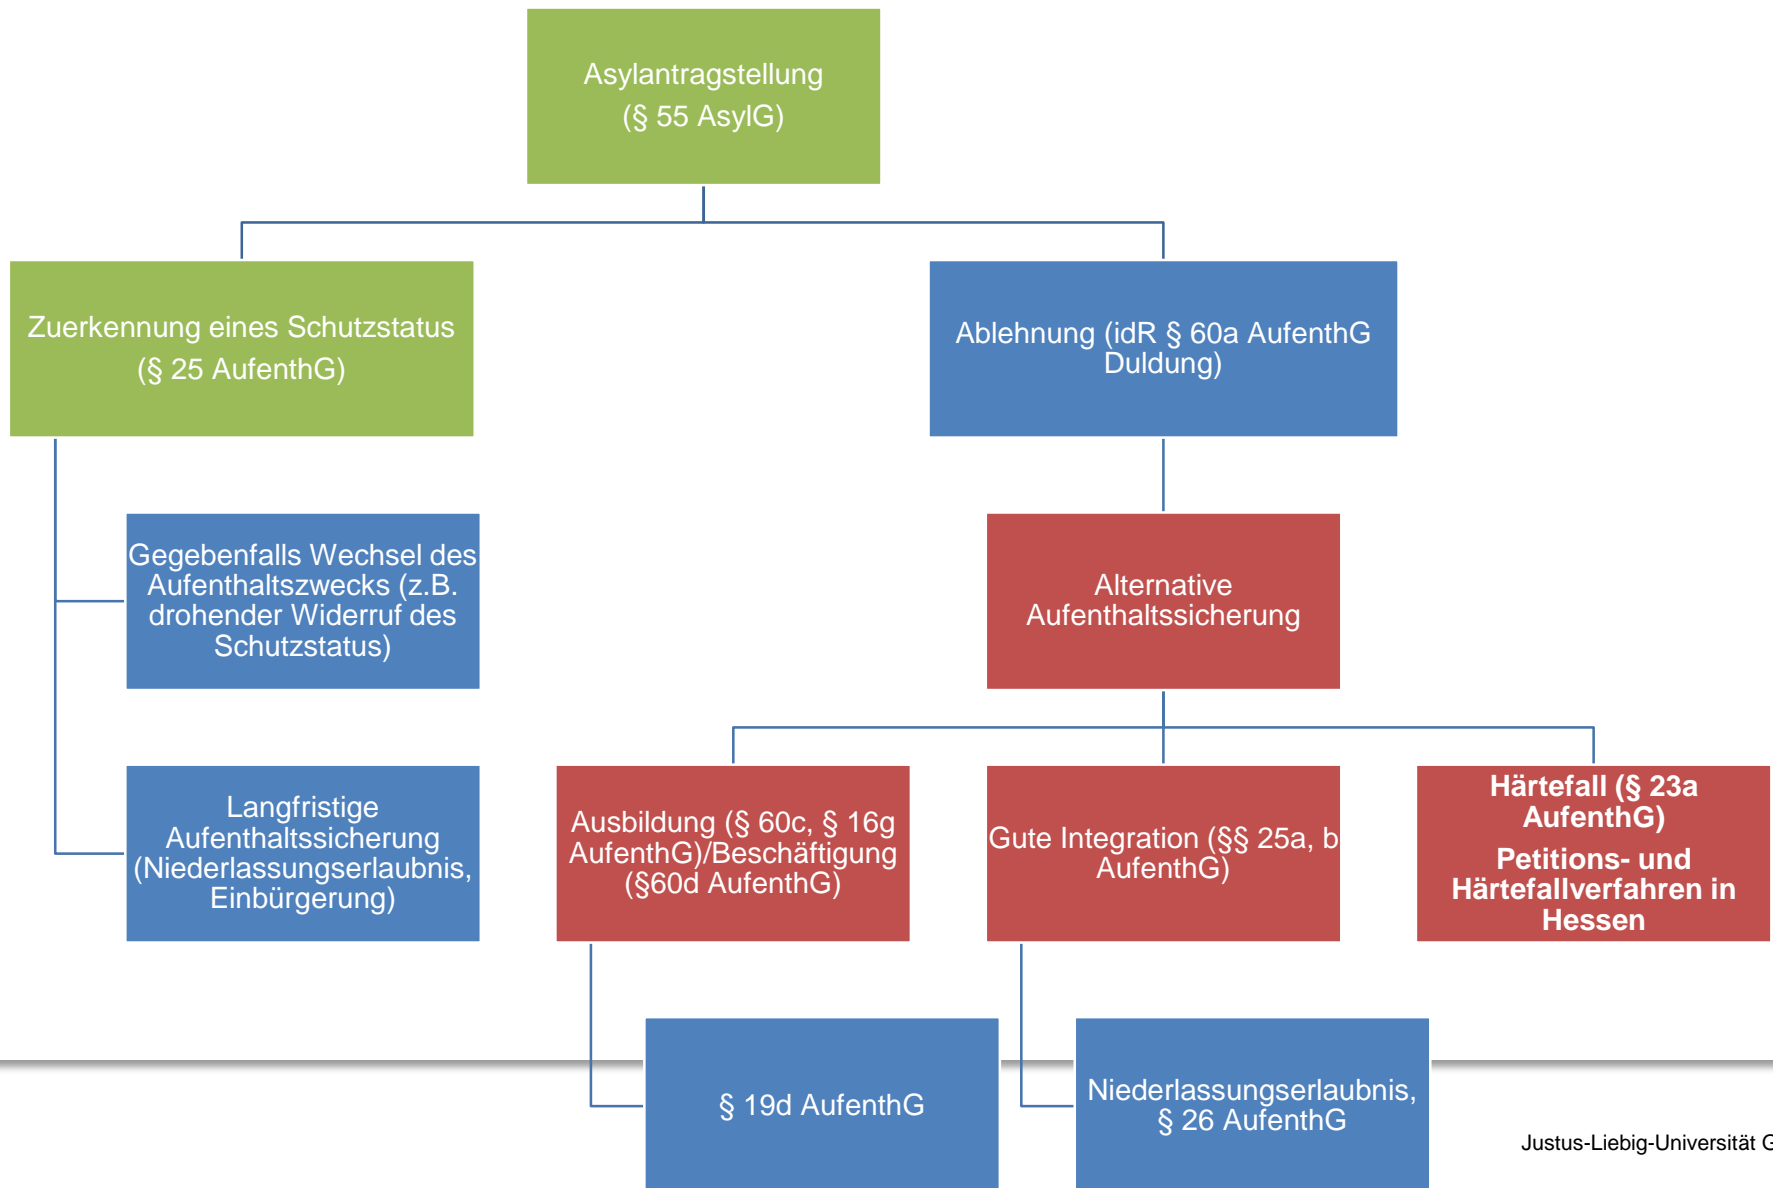 Asylantragstellung
(§ 55 AsylG)
Zuerkennung eines Schutzstatus
(§ 25 AufenthG)
Ablehnung (idR § 60a AufenthG
Duldung)
Gegebenfalls Wechsel des
Aufenthaltszwecks (z.B.
drohender Widerruf des
Schutzstatus)
Alternative
Aufenthaltssicherung
Langfristige
Aufenthaltssicherung
(Niederlassungserlaubnis,
Einbürgerung)
Ausbildung (§ 60c, § 16g
AufenthG)/Beschäftigung
(§60d AufenthG)
Gute Integration (§§ 25a, b
AufenthG)
Härtefall (§ 23a
AufenthG)
Petitions- und
Härtefallverfahren in
Hessen
§ 19d AufenthG
Niederlassungserlaubnis,
§ 26 AufenthG
Justus-Liebig-Universität G